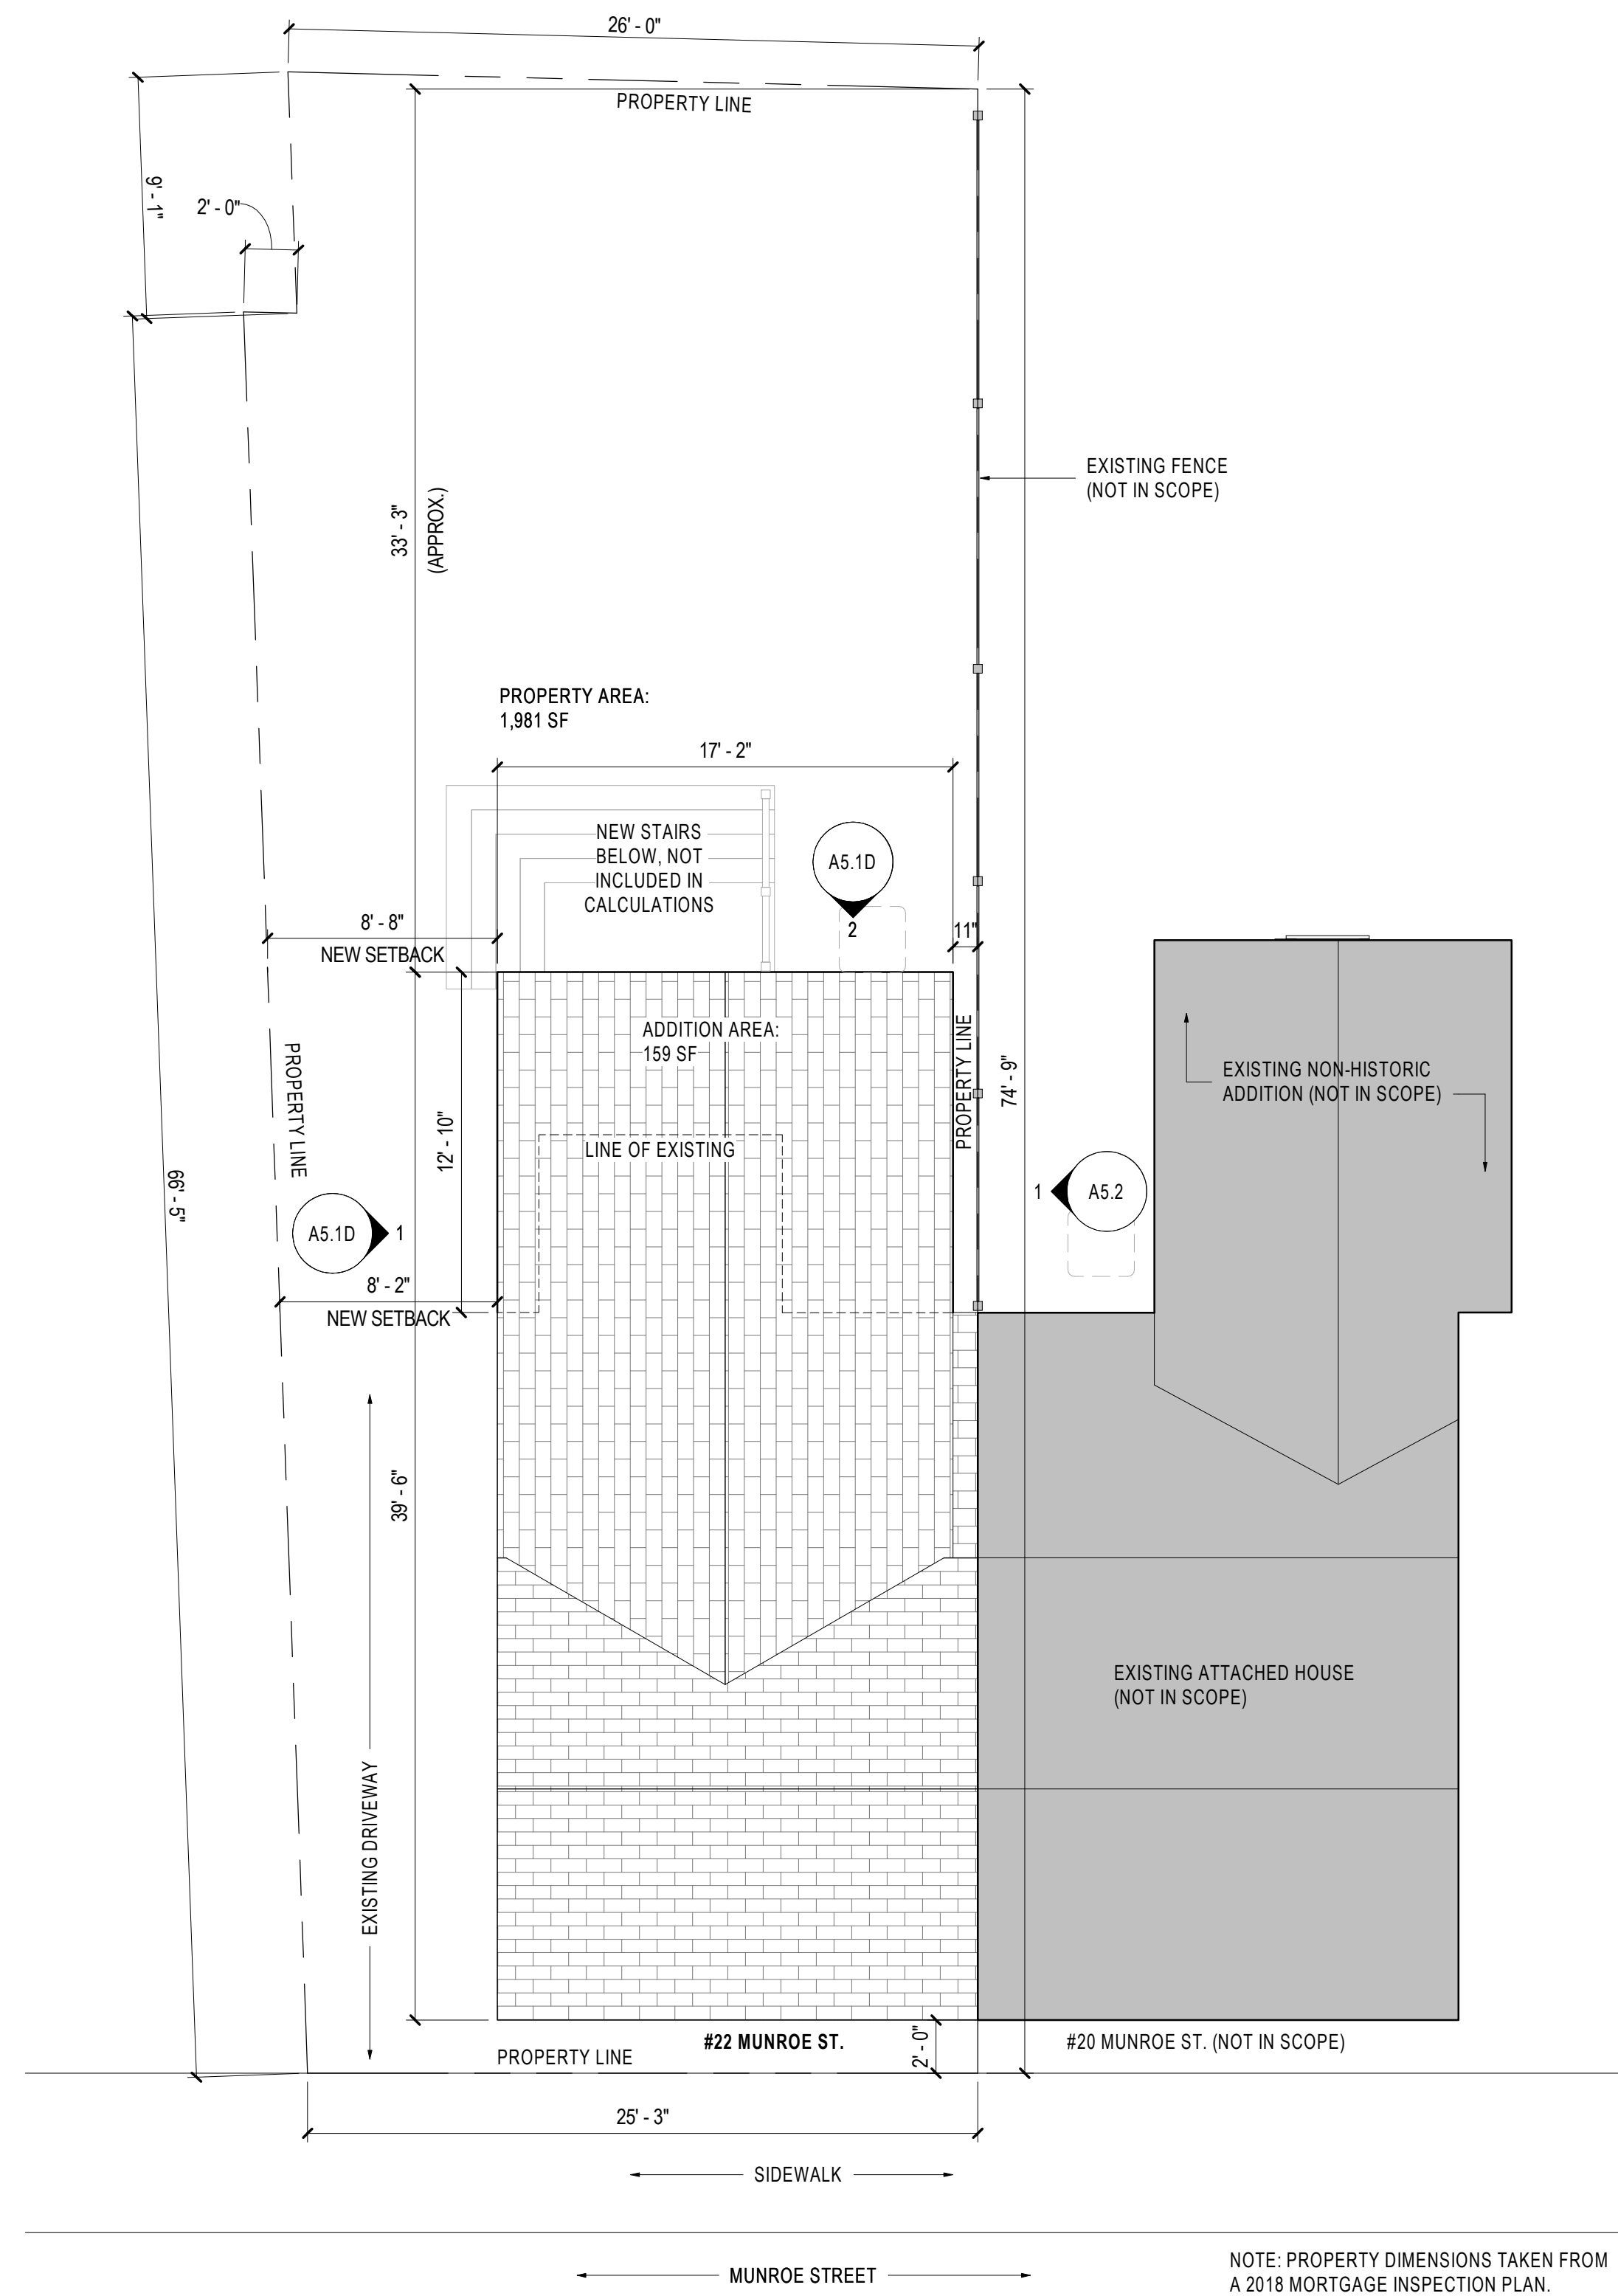 26' - 0"
PROPERTY LINE
9' - 1"
2' - 0"
EXISTING FENCE
(NOT IN SCOPE)
33' - 3"
(APPROX.)
PROPERTY AREA:
1,981 SF
17' - 2"
NEW STAIRS
BELOW, NOT
INCLUDED IN
CALCULATIONS
A5.1D
2
8' - 8"
NEW SETBACK
11"
ADDITION AREA:
159 SF
PROPERTY LINE
PROPERTY LINE
74' - 9"
EXISTING NON-HISTORIC
ADDITION (NOT IN SCOPE)
12' - 10"
LINE OF EXISTING
66' - 5"
A5.1D
1
1
A5.2
8' - 2"
NEW SETBACK
39' - 6"
EXISTING DRIVEWAY
EXISTING ATTACHED HOUSE
(NOT IN SCOPE)
#22 MUNROE ST.
2' - 0"
#20 MUNROE ST. (NOT IN SCOPE)
PROPERTY LINE
25' - 3"
SIDEWALK
MUNROE STREET
NOTE: PROPERTY DIMENSIONS TAKEN FROM
A 2018 MORTGAGE INSPECTION PLAN.